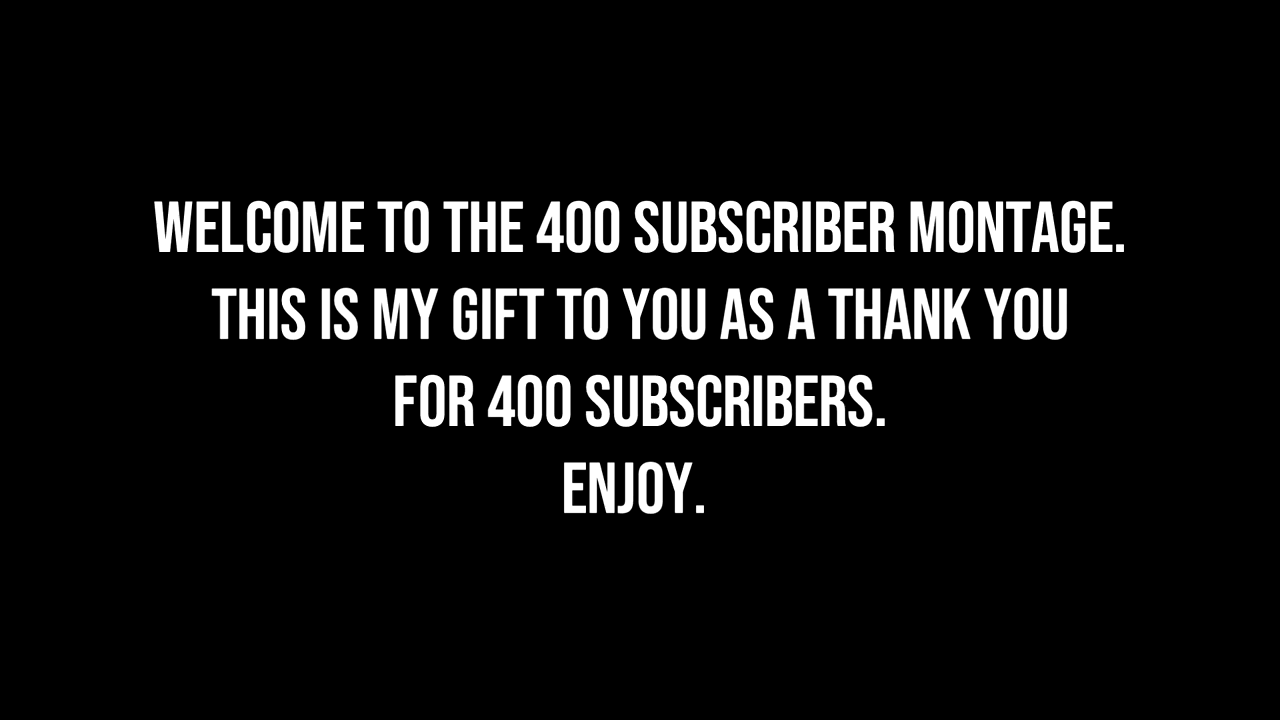 WELCOME TO THE 400 SUBSCRIBER MONTAGE.
THIS IS MY GIFT TO YOU AS A THANK YOU
FOR 400 SUBSCRIBERS.
ENJOY.